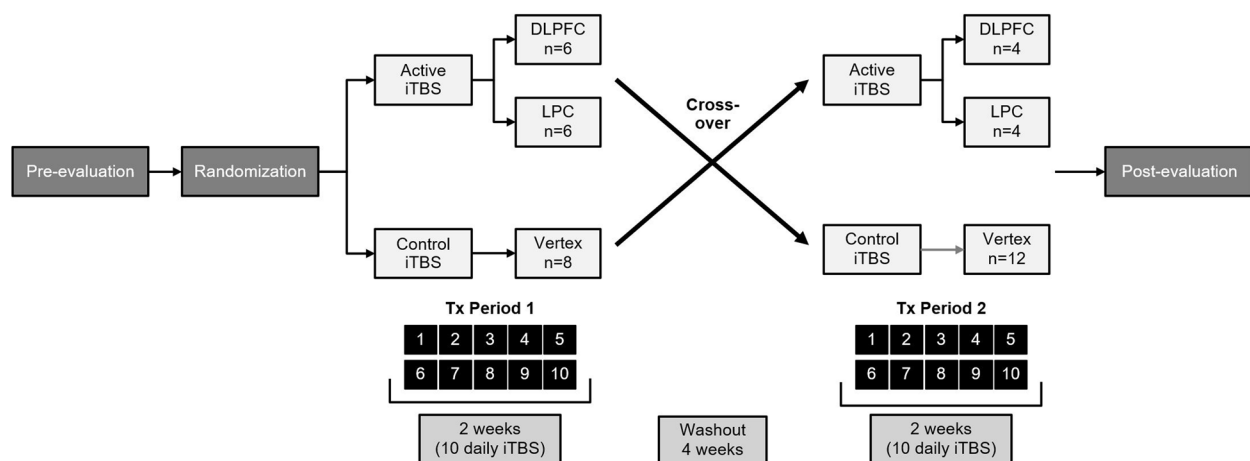 Pre-evaluation
Randomization
Active
iTBS
DLPFC
n=6
LPC
n=6
Control
iTBS
Vertex
n=8
Cross-
over
Active
iTBS
DLPFC
n=4
LPC
n=4
Control
iTBS
Vertex
n=12
Post-evaluation
Tx Period 1
1 2 3 4 5
6 7 8 9 10
2 weeks
(10 daily iTBS)
Washout
4 weeks
Tx Period 2
1 2 3 4 5
6 7 8 9 10
2 weeks
(10 daily iTBS)